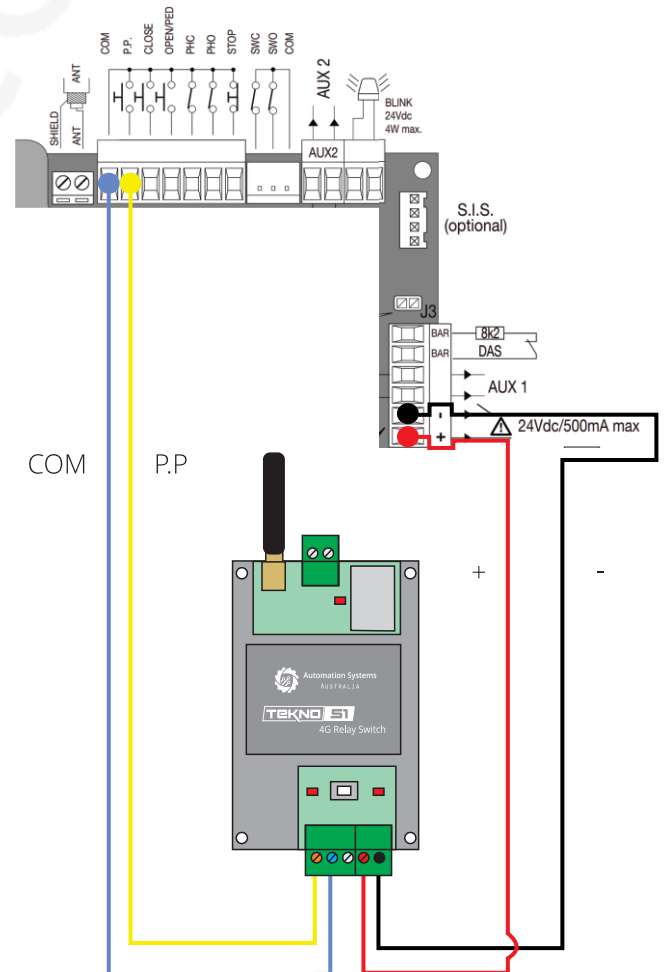 ANT
SHIELD
ANT
COM
P.P.
CLOSE
OPEN/PED
PHC
PHO
STOP
SWC
SWO
COM
AUX 2
BLINK
24Vdc
4W max.
AUX2
S.I.S.
(optional)
J3
BAR
8k2
BAR
DAS
AUX 1
-
+
24Vdc/500mA max
COM
P.P
+
-
Automation Systems
AUSTRALIA
TEKNO S1
4G Relay Switch